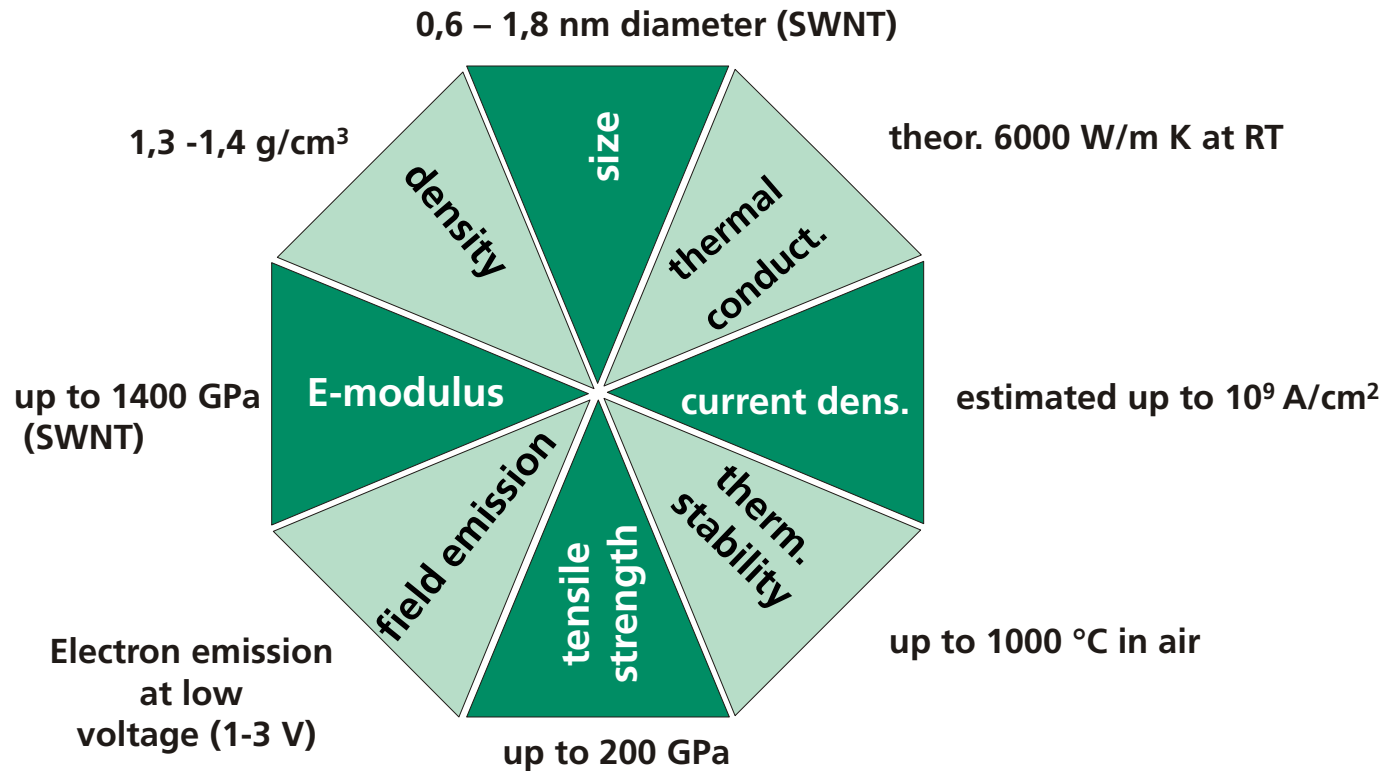 0,6 – 1,8 nm diameter (SWNT)
size
theor. 6000 W/m K at RT
thermal
conduct.
estimated up to 10⁹ A/cm²
current dens.
up to 1000 °C in air
therm.
stability
up to 200 GPa
tensile
strength
Electron emission
at low
voltage (1-3 V)
field emission
up to 1400 GPa
(SWNT)
E-modulus
1,3 -1,4 g/cm³
density